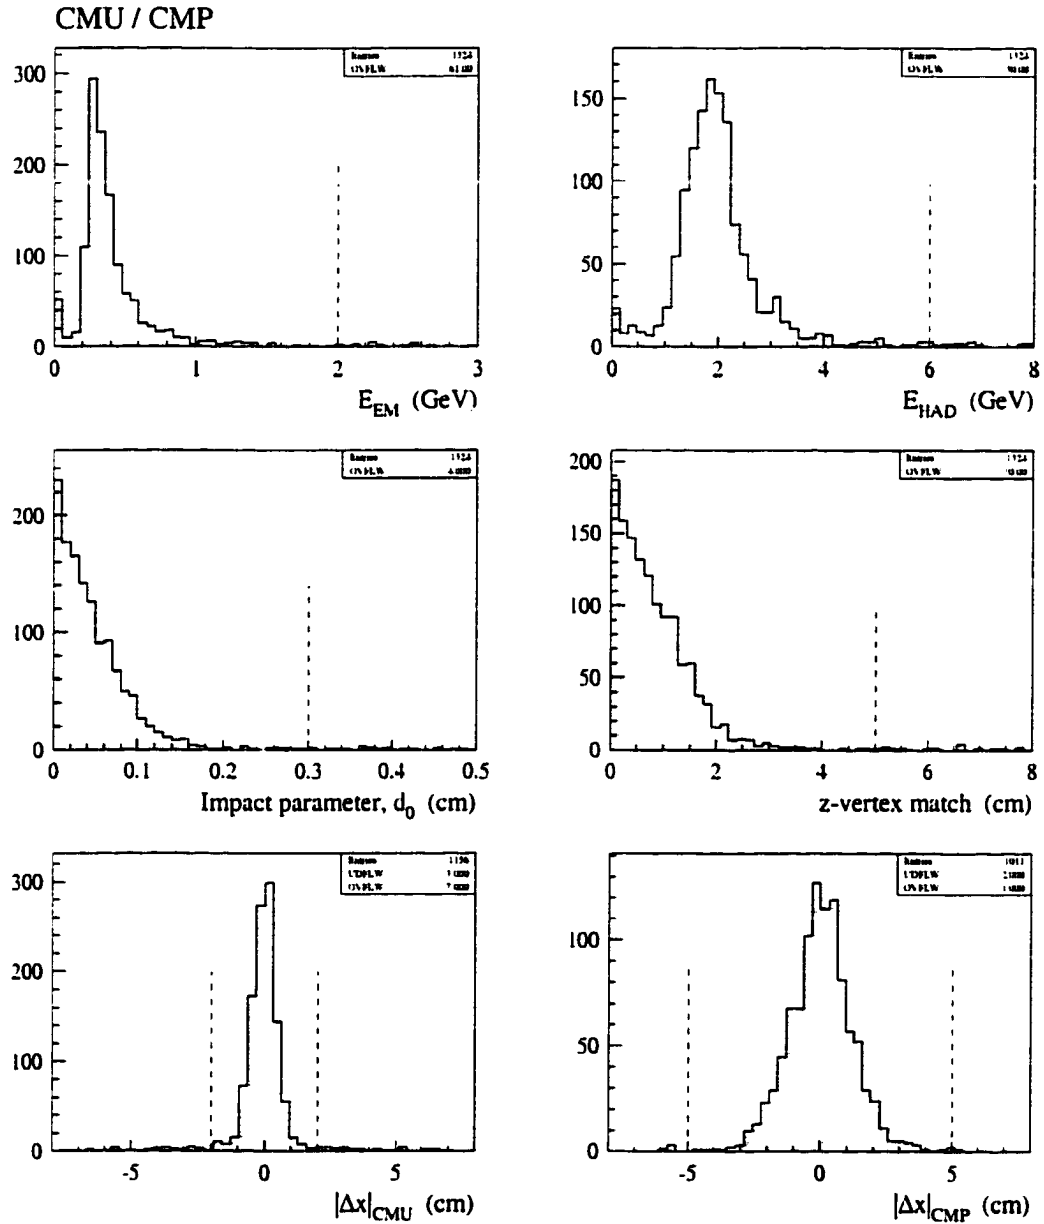 CMU / CMP
300
200
100
0
0 1 2 3
E_EM (GeV)
150
100
50
0
0 2 4 6 8
E_HAD (GeV)
200
100
0
0 0.1 0.2 0.3 0.4 0.5
Impact parameter, d_0 (cm)
200
150
100
50
0
0 2 4 6 8
z-vertex match (cm)
300
200
100
0
-5 0 5
|Δx|_CMU (cm)
100
50
0
-5 0 5
|Δx|_CMP (cm)